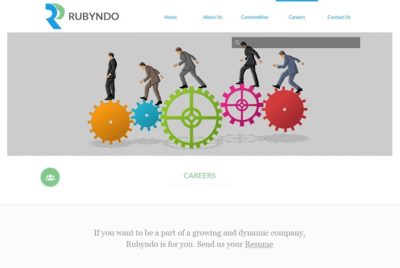 RUBYNDO
Home About Us Commodities Careers Contact Us
CAREERS
If you want to be a part of a growing and dynamic company,
Rubyndo is for you. Send us your Resume